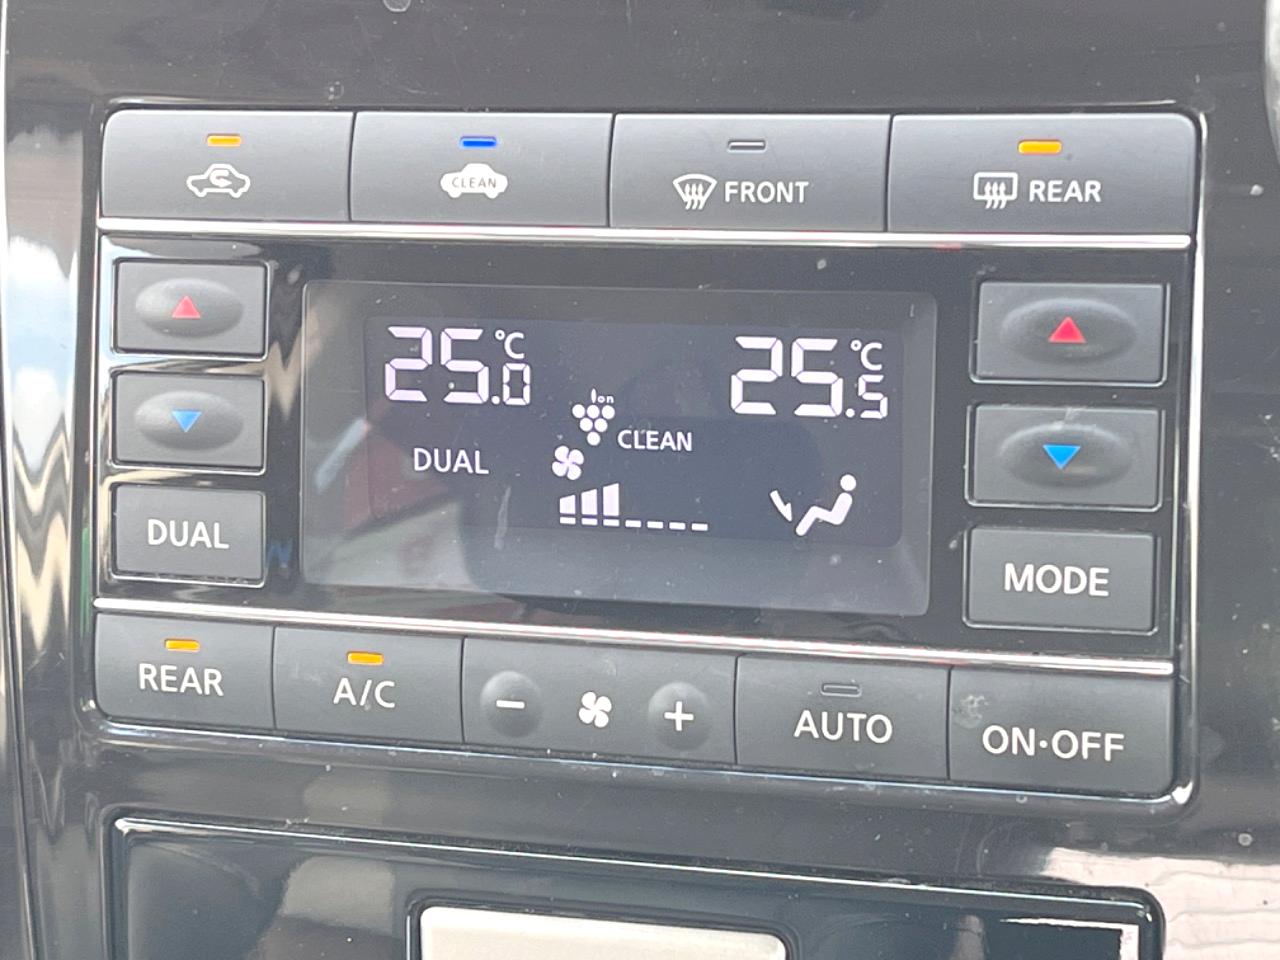 CLEAN
FRONT
REAR
25.0°C
25.5°C
Ion
CLEAN
DUAL
DUAL
MODE
REAR
A/C
- +
AUTO
ON•OFF